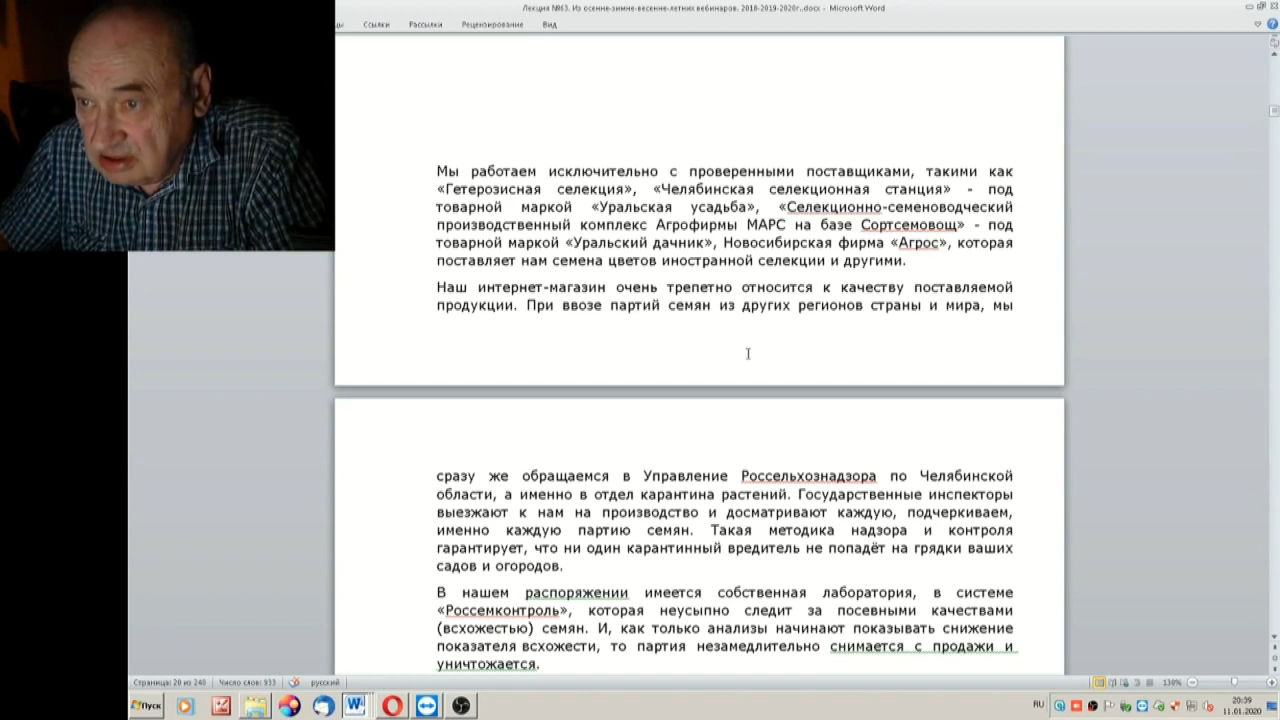 Лекция №63. Из осенне-зимне-весенне-летних вебинаров. 2018-2019-2020г..docx - Microsoft Word
Ссылки Рассылки Рецензирование Вид
Мы работаем исключительно с проверенными поставщиками, такими как
«Гетерозисная селекция», «Челябинская селекционная станция» - под
товарной маркой «Уральская усадьба», «Селекционно-семеноводческий
производственный комплекс Агрофирмы МАРС на базе Сортсемовощ» - под
товарной маркой «Уральский дачник», Новосибирская фирма «Агрос», которая
поставляет нам семена цветов иностранной селекции и другими.
Наш интернет-магазин очень трепетно относится к качеству поставляемой
продукции. При ввозе партий семян из других регионов страны и мира, мы
сразу же обращаемся в Управление Россельхознадзора по Челябинской
области, а именно в отдел карантина растений. Государственные инспекторы
выезжают к нам на производство и досматривают каждую, подчеркиваем,
именно каждую партию семян. Такая методика надзора и контроля
гарантирует, что ни один карантинный вредитель не попадёт на грядки ваших
садов и огородов.
В нашем распоряжении имеется собственная лаборатория, в системе
«Россемконтроль», которая неусыпно следит за посевными качествами
(всхожестью) семян. И, как только анализы начинают показывать снижение
показателя всхожести, то партия незамедлительно снимается с продажи и
уничтожается.
Страница: 20 из 240 Число слов: 933 русский 138%
Пуск RU 20:39
11.01.2020